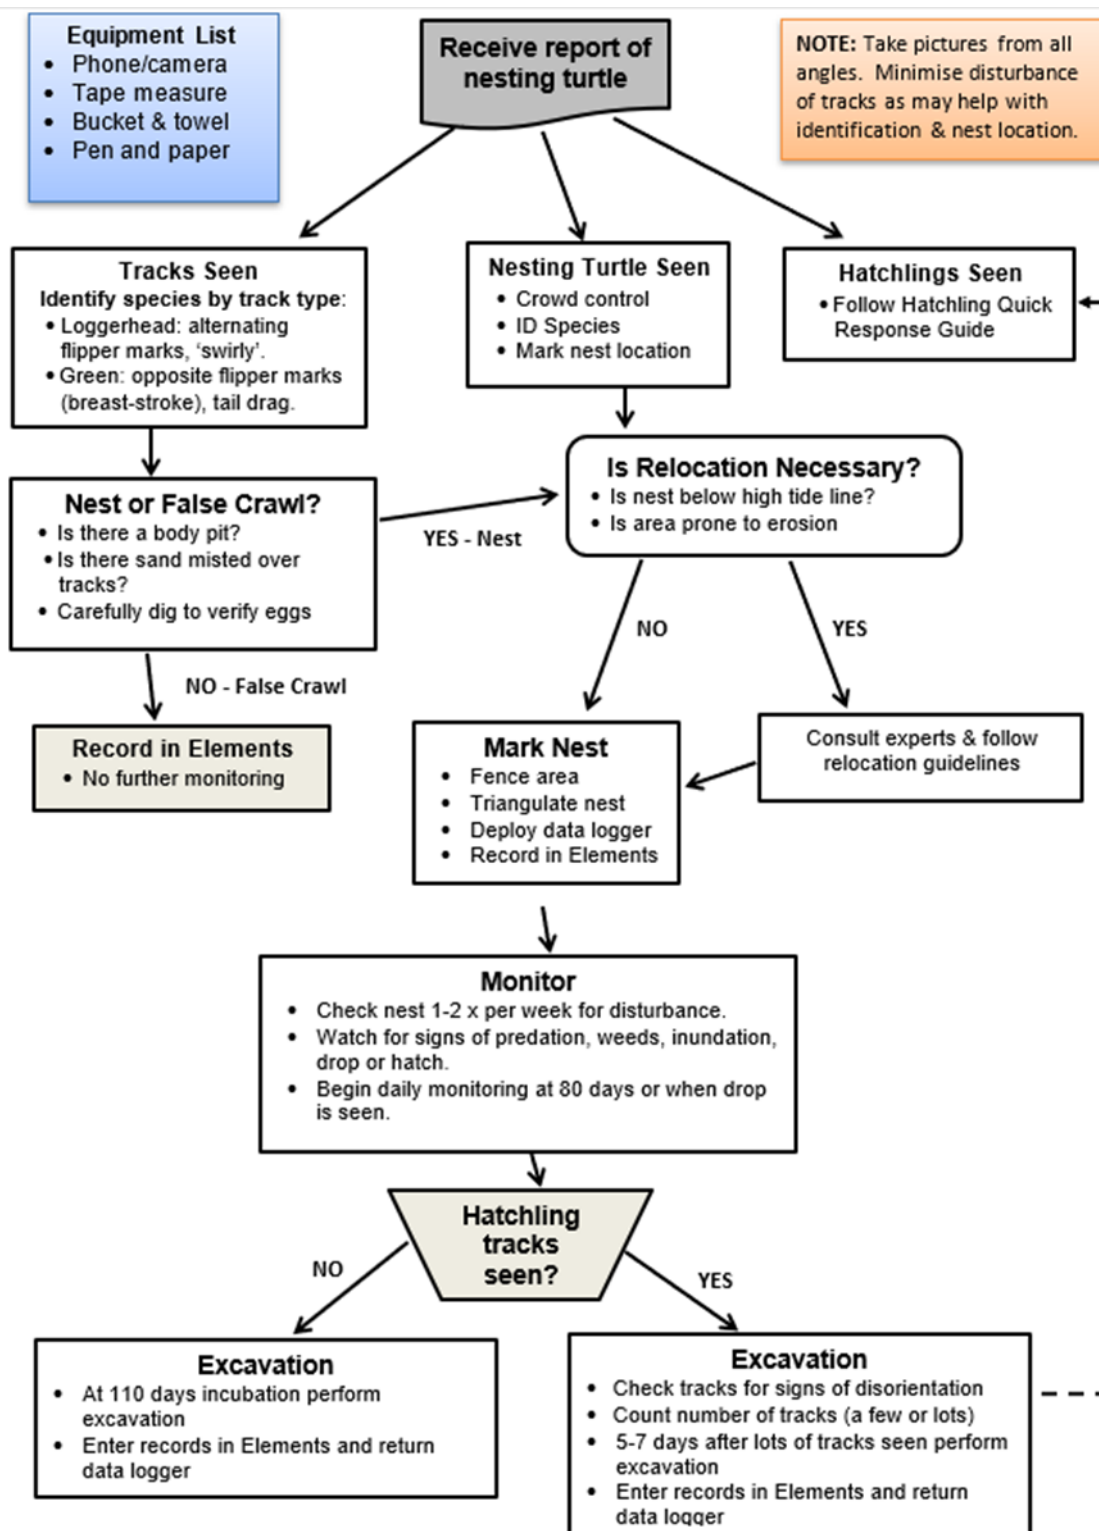 Equipment List
• Phone/camera
• Tape measure
• Bucket & towel
• Pen and paper
Receive report of
nesting turtle
NOTE: Take pictures from all
angles. Minimise disturbance
of tracks as may help with
identification & nest location.
Tracks Seen
Identify species by track type:
• Loggerhead: alternating
flipper marks, ‘swirly’.
• Green: opposite flipper marks
(breast-stroke), tail drag.
Nesting Turtle Seen
• Crowd control
• ID Species
• Mark nest location
Hatchlings Seen
• Follow Hatchling Quick
Response Guide
Nest or False Crawl?
• Is there a body pit?
• Is there sand misted over
tracks?
• Carefully dig to verify eggs
YES - Nest
Is Relocation Necessary?
• Is nest below high tide line?
• Is area prone to erosion
NO - False Crawl
NO
YES
Record in Elements
• No further monitoring
Mark Nest
• Fence area
• Triangulate nest
• Deploy data logger
• Record in Elements
Consult experts & follow
relocation guidelines
Monitor
• Check nest 1-2 x per week for disturbance.
• Watch for signs of predation, weeds, inundation,
drop or hatch.
• Begin daily monitoring at 80 days or when drop
is seen.
Hatchling
tracks
seen?
NO
YES
Excavation
• At 110 days incubation perform
excavation
• Enter records in Elements and return
data logger
Excavation
• Check tracks for signs of disorientation
• Count number of tracks (a few or lots)
• 5-7 days after lots of tracks seen perform
excavation
• Enter records in Elements and return
data logger